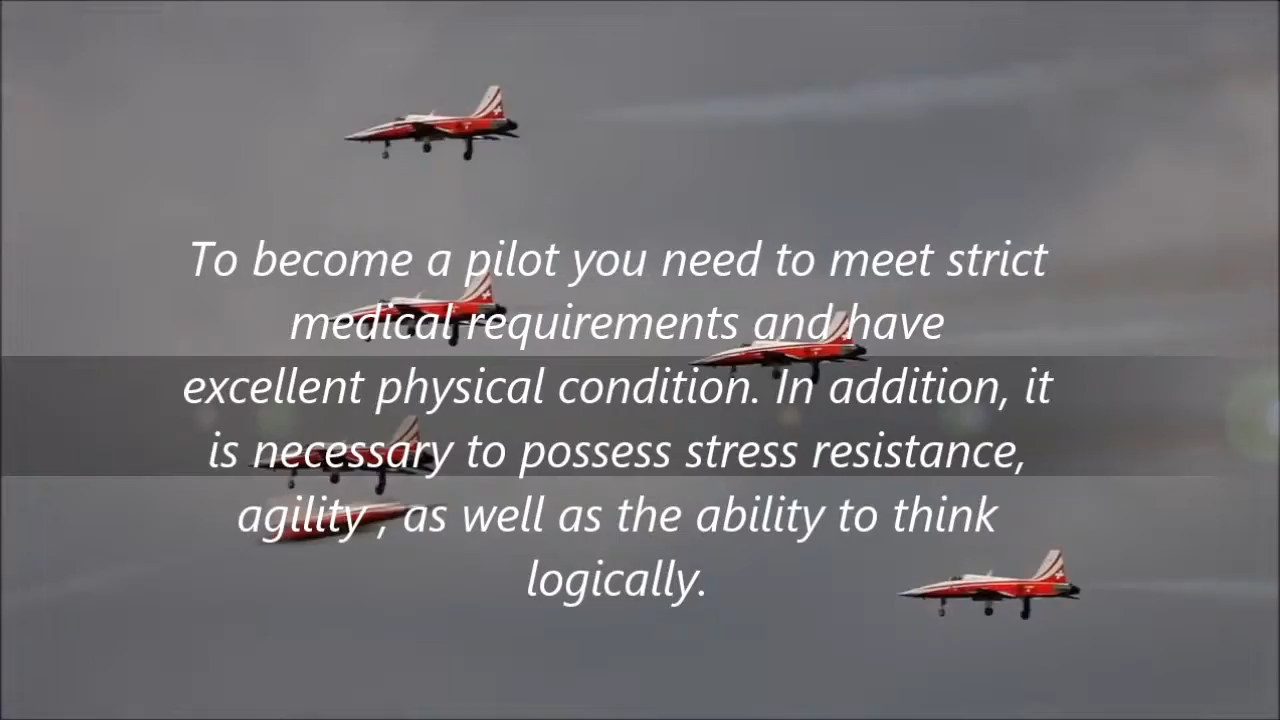 To become a pilot you need to meet strict
medical requirements and have
excellent physical condition. In addition, it
is necessary to possess stress resistance,
agility , as well as the ability to think
logically.